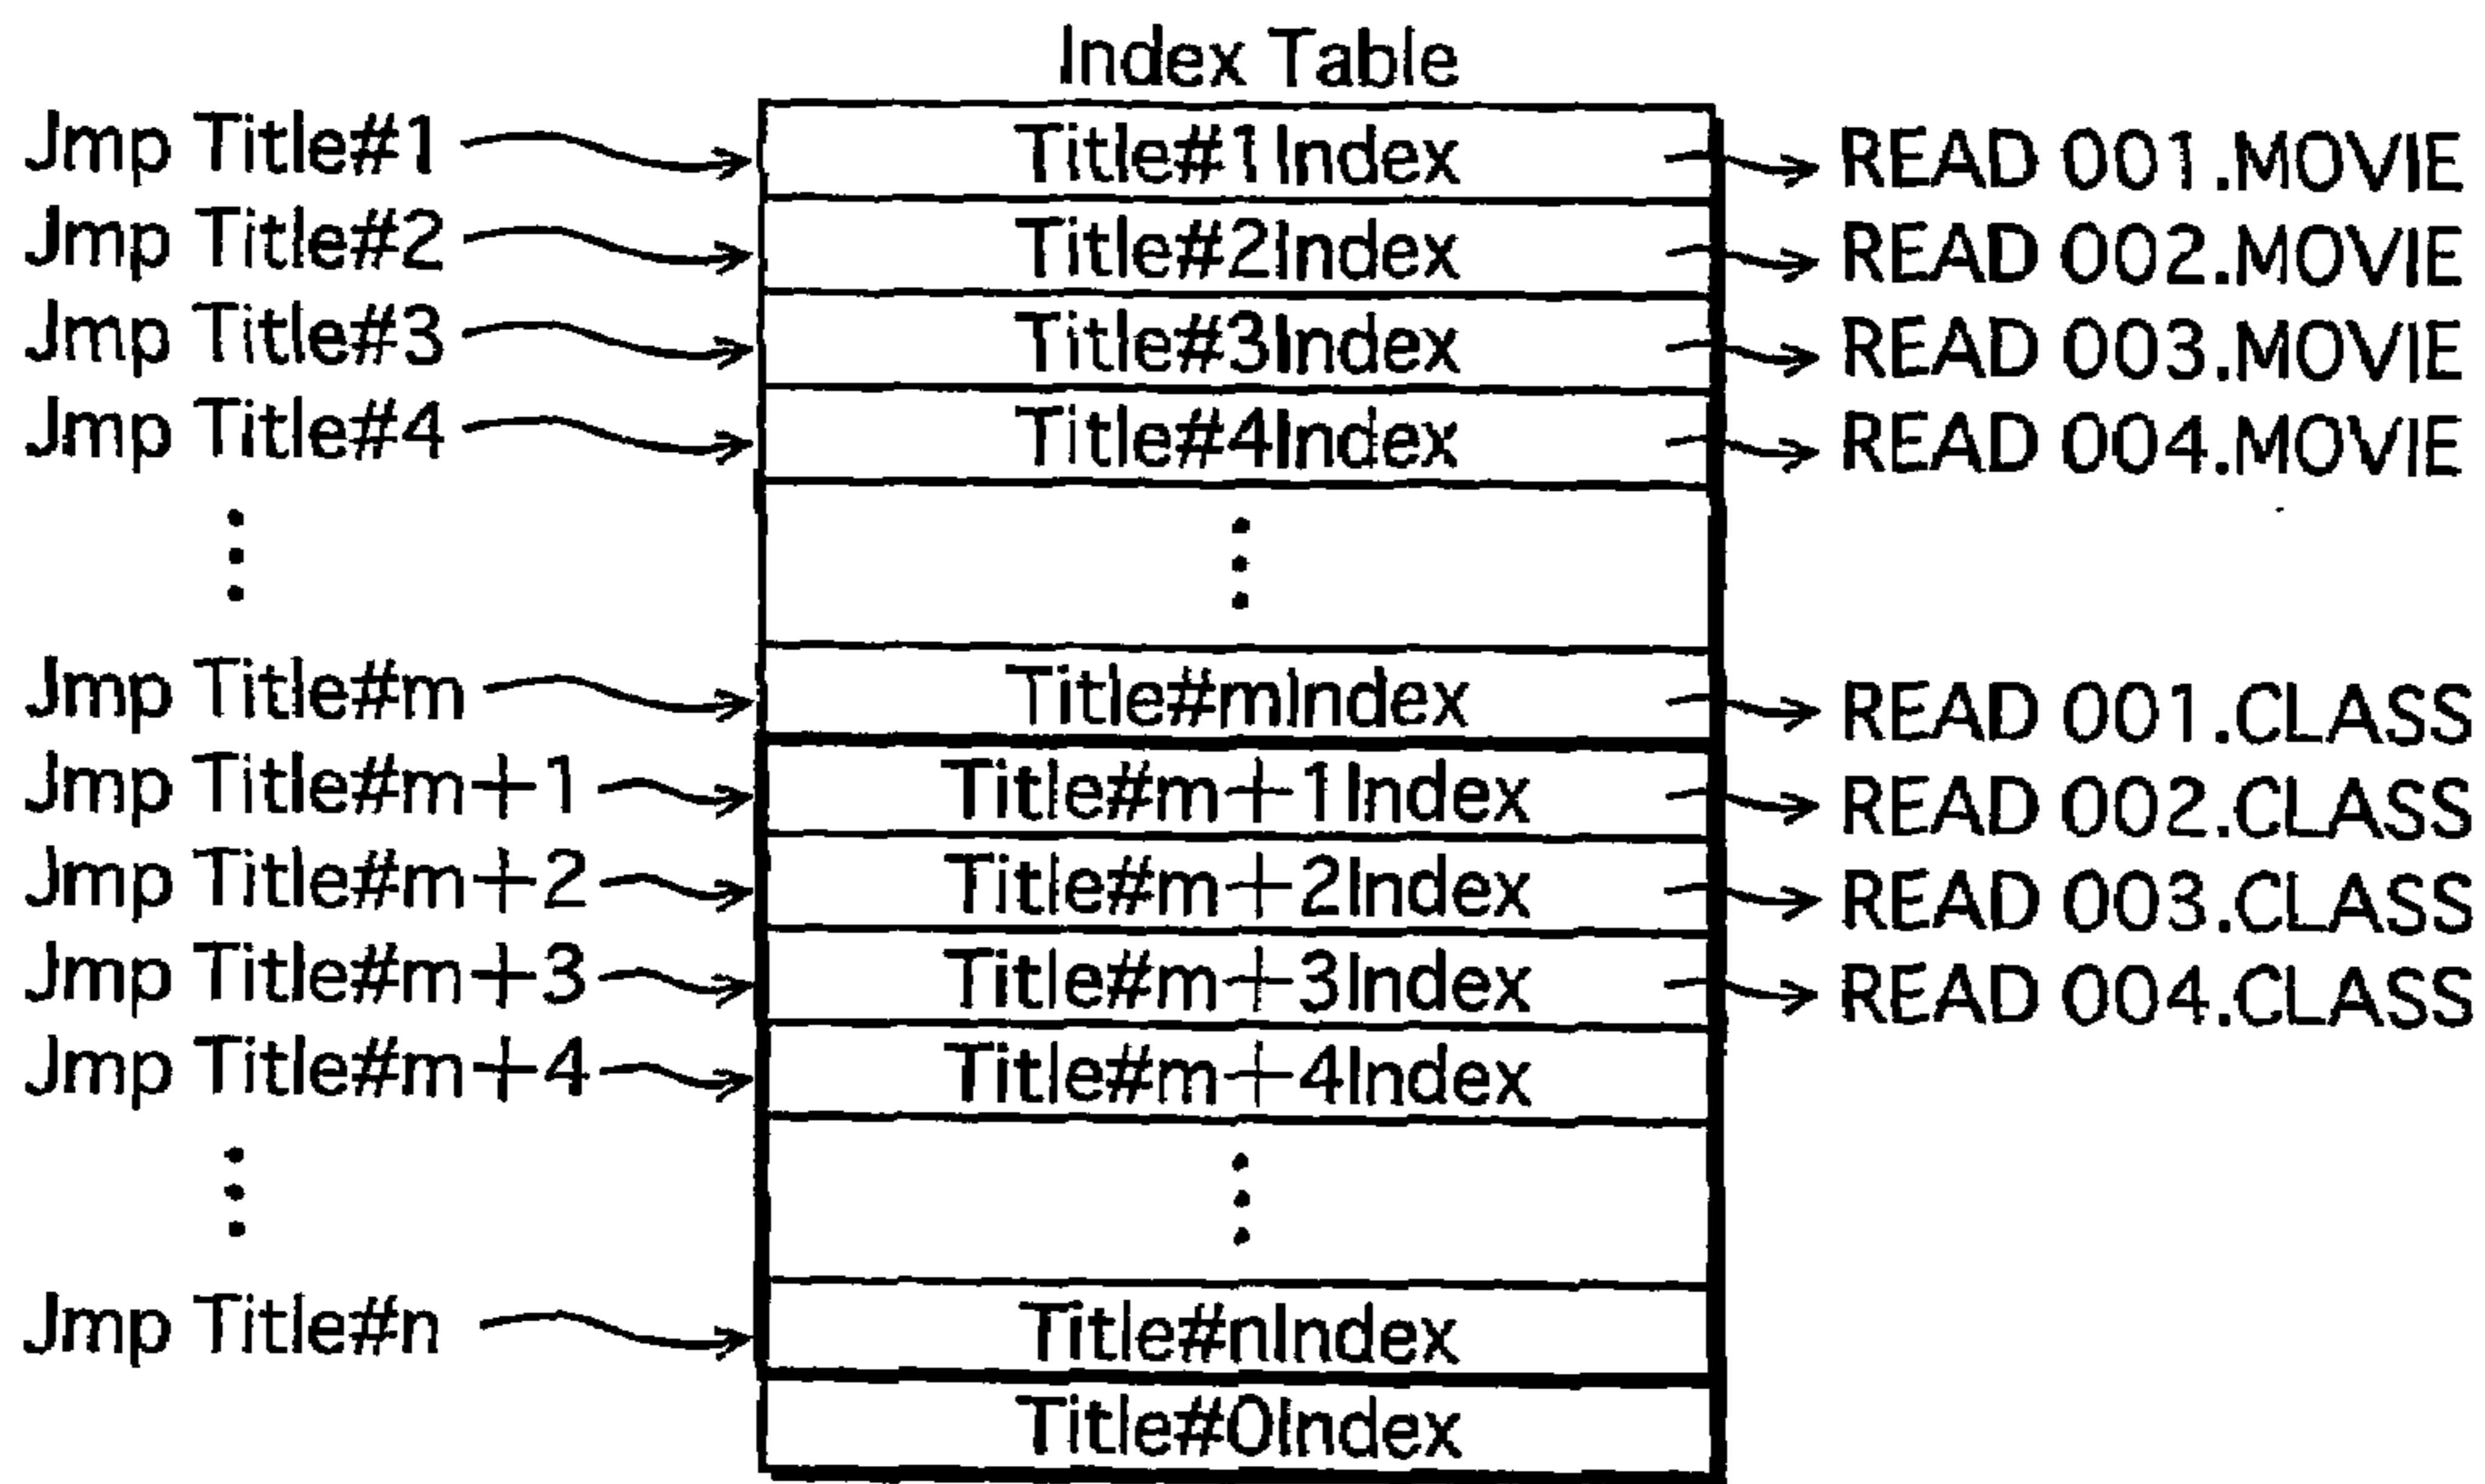 Index Table
Jmp Title#1 Title#1Index READ 001.MOVIE
Jmp Title#2 Title#2Index READ 002.MOVIE
Jmp Title#3 Title#3Index READ 003.MOVIE
Jmp Title#4 Title#4Index READ 004.MOVIE
Jmp Title#m Title#mIndex READ 001.CLASS
Jmp Title#m+1 Title#m+1Index READ 002.CLASS
Jmp Title#m+2 Title#m+2Index READ 003.CLASS
Jmp Title#m+3 Title#m+3Index READ 004.CLASS
Jmp Title#m+4 Title#m+4Index
Jmp Title#n Title#nIndex
Title#0Index